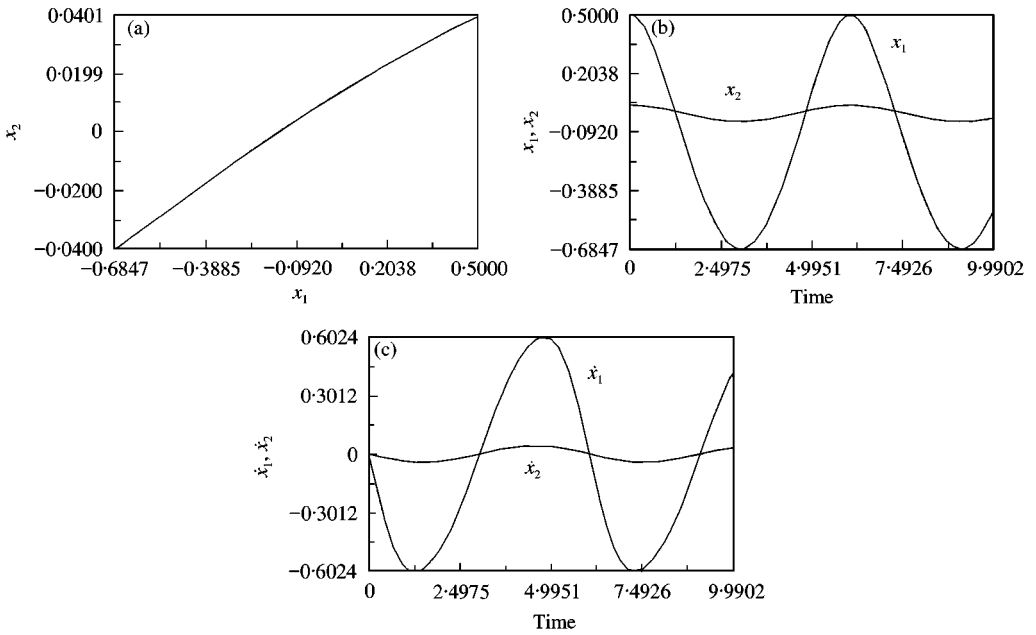 0·0401
(a)
0·0199
0
−0·0200
−0·0400
x₂
−0·6847 −0·3885 −0·0920 0·2038 0·5000
x₁
0·5000
(b)
x₁
0·2038
x₂
−0·0920
−0·3885
−0·6847
x₁, x₂
0 2·4975 4·9951 7·4926 9·9902
Time
0·6024
(c)
ẋ₁
0·3012
0
ẋ₂
−0·3012
−0·6024
ẋ₁, ẋ₂
0 2·4975 4·9951 7·4926 9·9902
Time